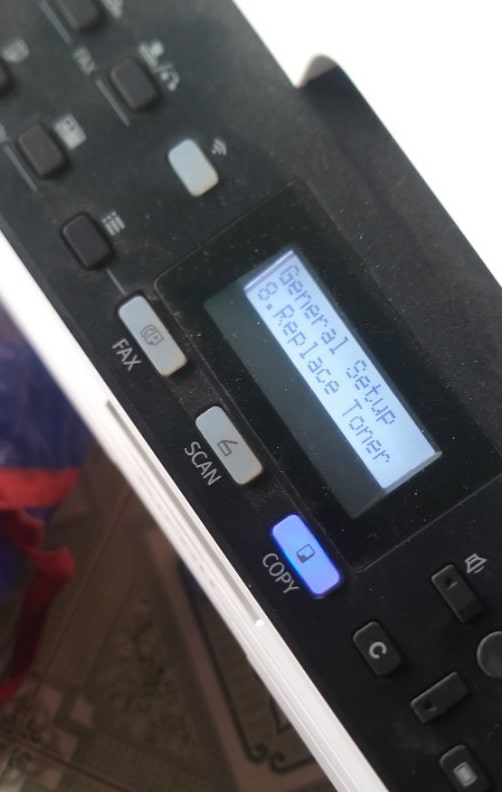 General Setup
8.Replace Toner
FAX
SCAN
COPY
C